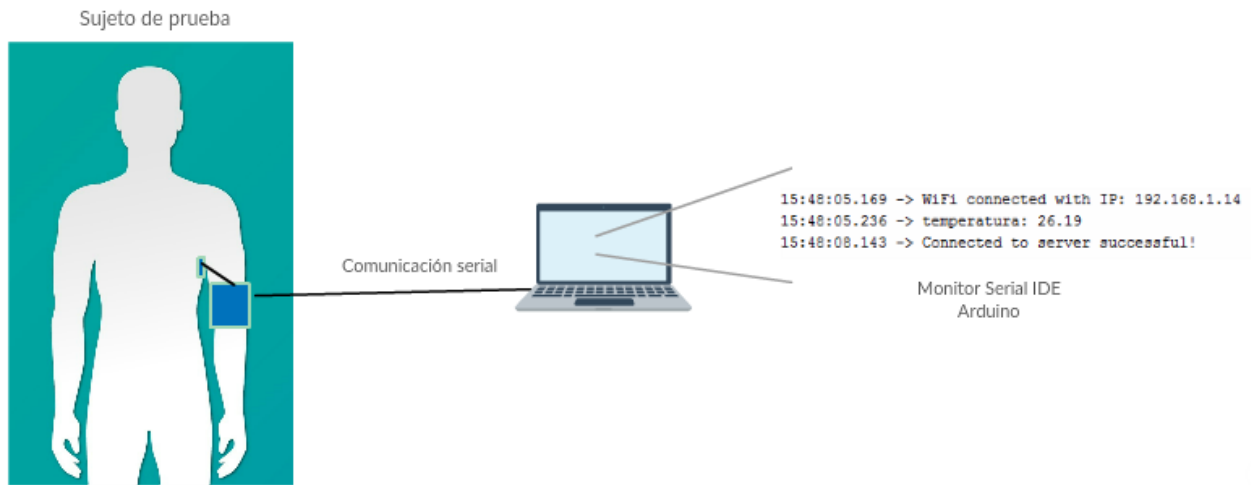 Sujeto de prueba
Comunicación serial
15:48:05.169 -> WiFi connected with IP: 192.168.1.14
15:48:05.236 -> temperatura: 26.19
15:48:08.143 -> Connected to server successful!
Monitor Serial IDE
Arduino